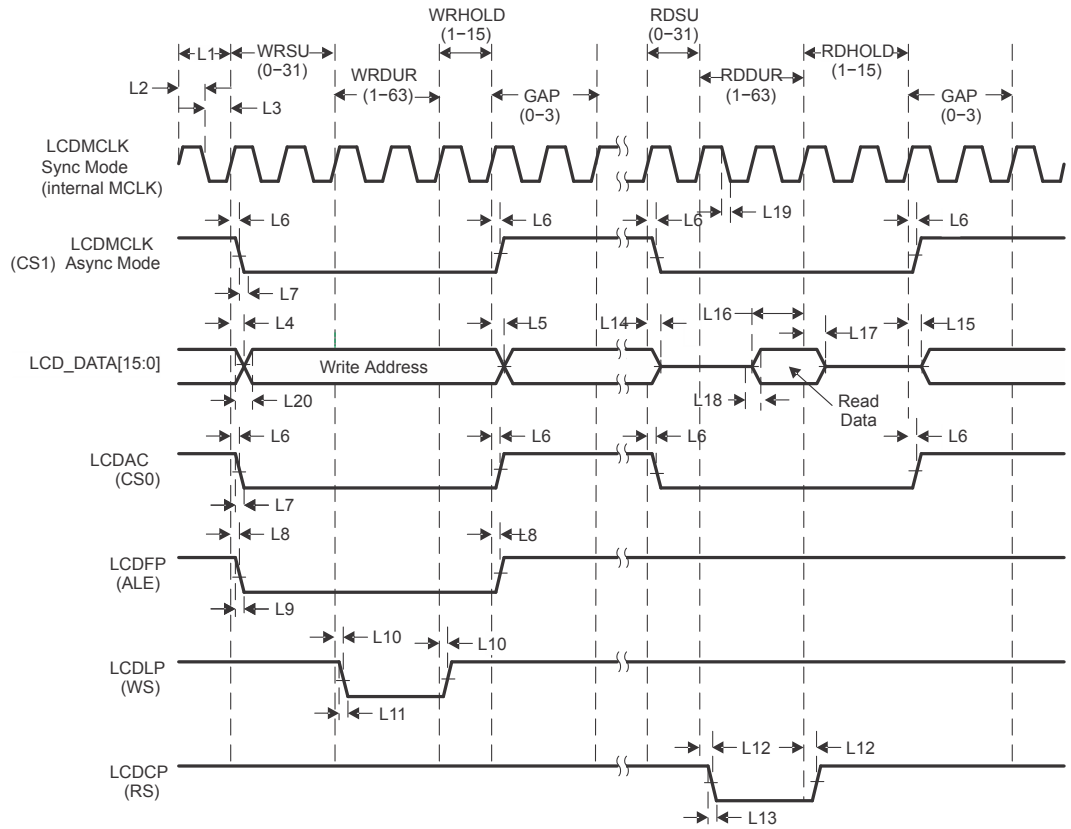 WRHOLD
(1−15)
RDSU
(0−31)
L1
WRSU
(0−31)
RDHOLD
(1−15)
L2
WRDUR
(1−63)
RDDUR
(1−63)
L3
GAP
(0−3)
GAP
(0−3)
LCDMCLK
Sync Mode
(internal MCLK)
L19
L6
L6
L6
L6
LCDMCLK
(CS1) Async Mode
L7
L4
L5
L14
L16
L17
L15
LCD_DATA[15:0]
Write Address
L20
L18
Read
Data
L6
L6
L6
L6
LCDAC
(CS0)
L7
L8
L8
LCDFP
(ALE)
L9
L10
L10
LCDLP
(WS)
L11
L12
L12
LCDCP
(RS)
L13